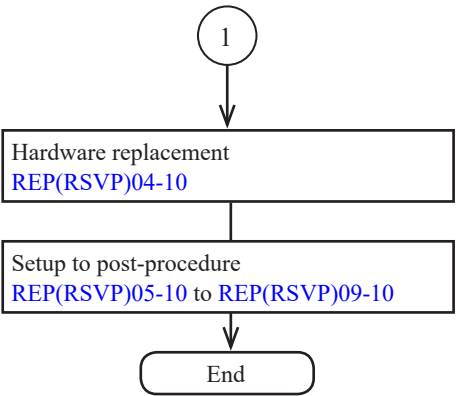 1
Hardware replacement
REP(RSVP)04-10
Setup to post-procedure
REP(RSVP)05-10 to REP(RSVP)09-10
End